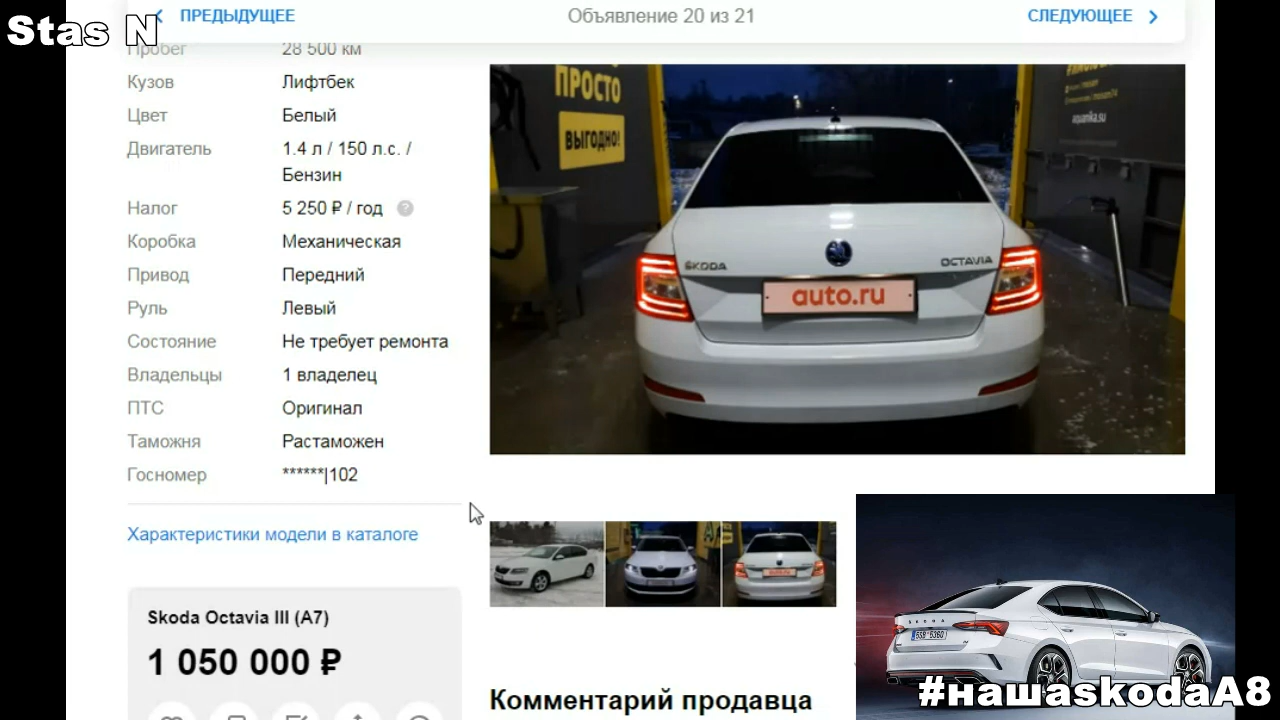 Stas N
ПРЕДЫДУЩЕЕ
Объявление 20 из 21
СЛЕДУЮЩЕЕ
Пробег 28 500 км
Кузов Лифтбек
Цвет Белый
Двигатель 1.4 л / 150 л.с. /
Бензин
Налог 5 250 ₽ / год ?
Коробка Механическая
Привод Передний
Руль Левый
Состояние Не требует ремонта
Владельцы 1 владелец
ПТС Оригинал
Таможня Растаможен
Госномер ******|102
Характеристики модели в каталоге
Skoda Octavia III (A7)
1 050 000 ₽
ПРОСТО
ВЫГОДНО!
aquanika.su
ŠKODA
OCTAVIA
auto.ru
Комментарий продавца
SKODA
#нашаskodaA8